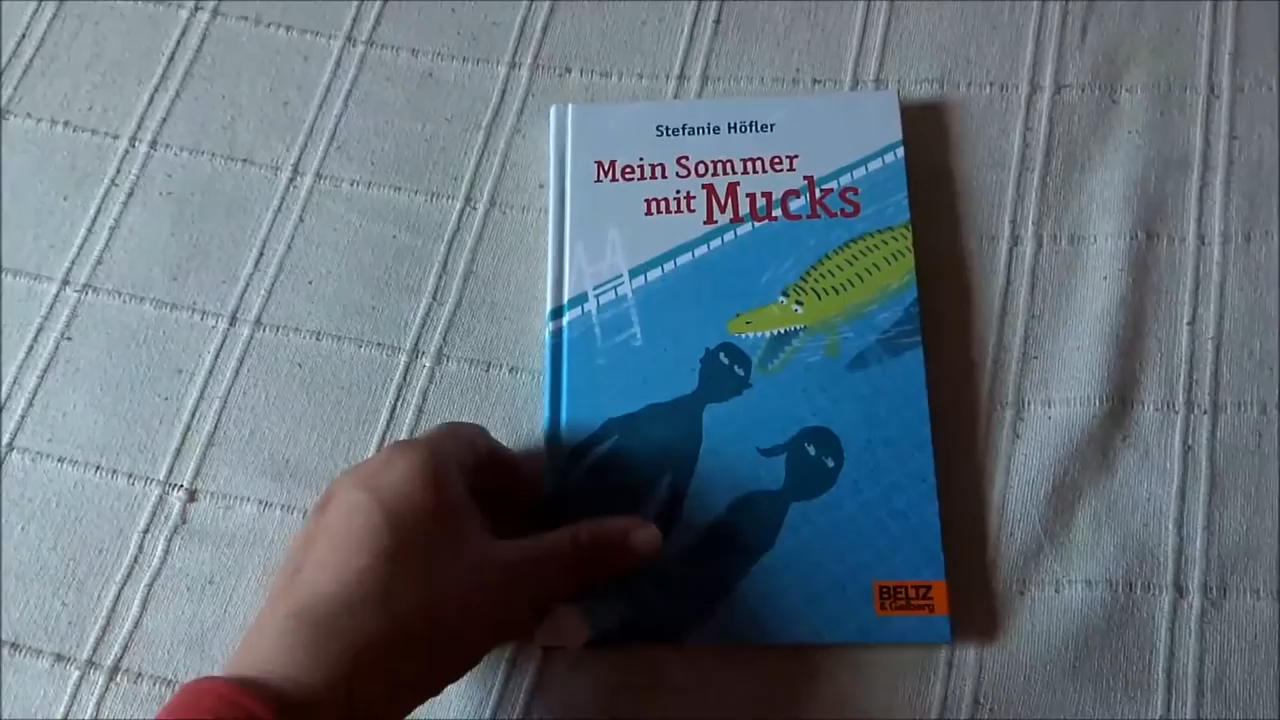 Stefanie Höfler
Mein Sommer
mit Mucks
BELTZ
& Gelberg